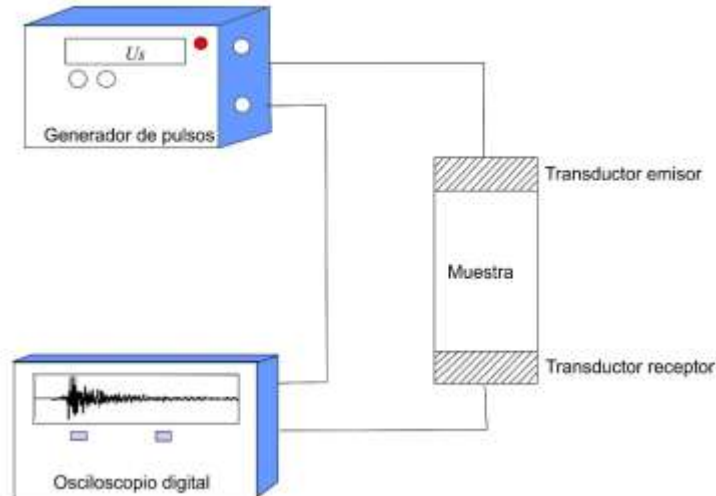 Us
Generador de pulsos
Transductor emisor
Muestra
Transductor receptor
Osciloscopio digital